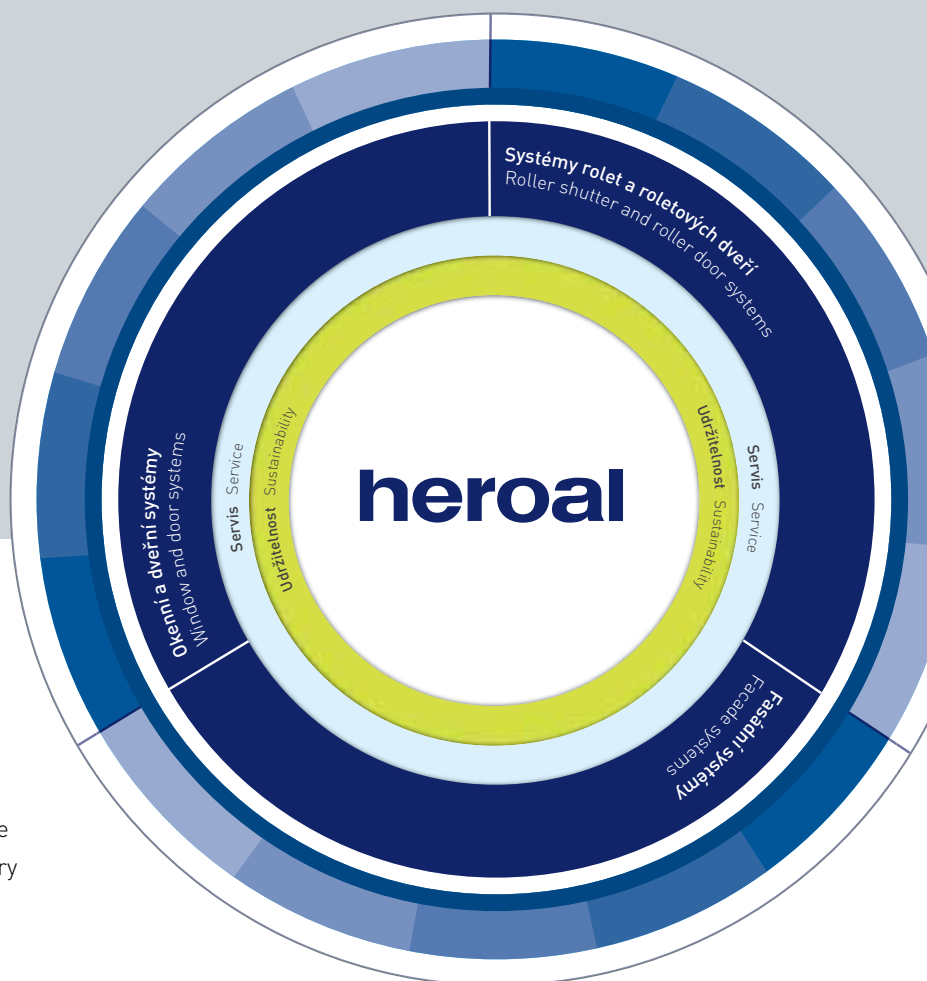 Systémy rolet a roletových dveří
Roller shutter and roller door systems
Okenní a dveřní systémy
Window and door systems
Servis Service
Udržitelnost Sustainability
heroal
Udržitelnost Sustainability
Servis Service
Fasádní systémy
Facade systems
e
ry